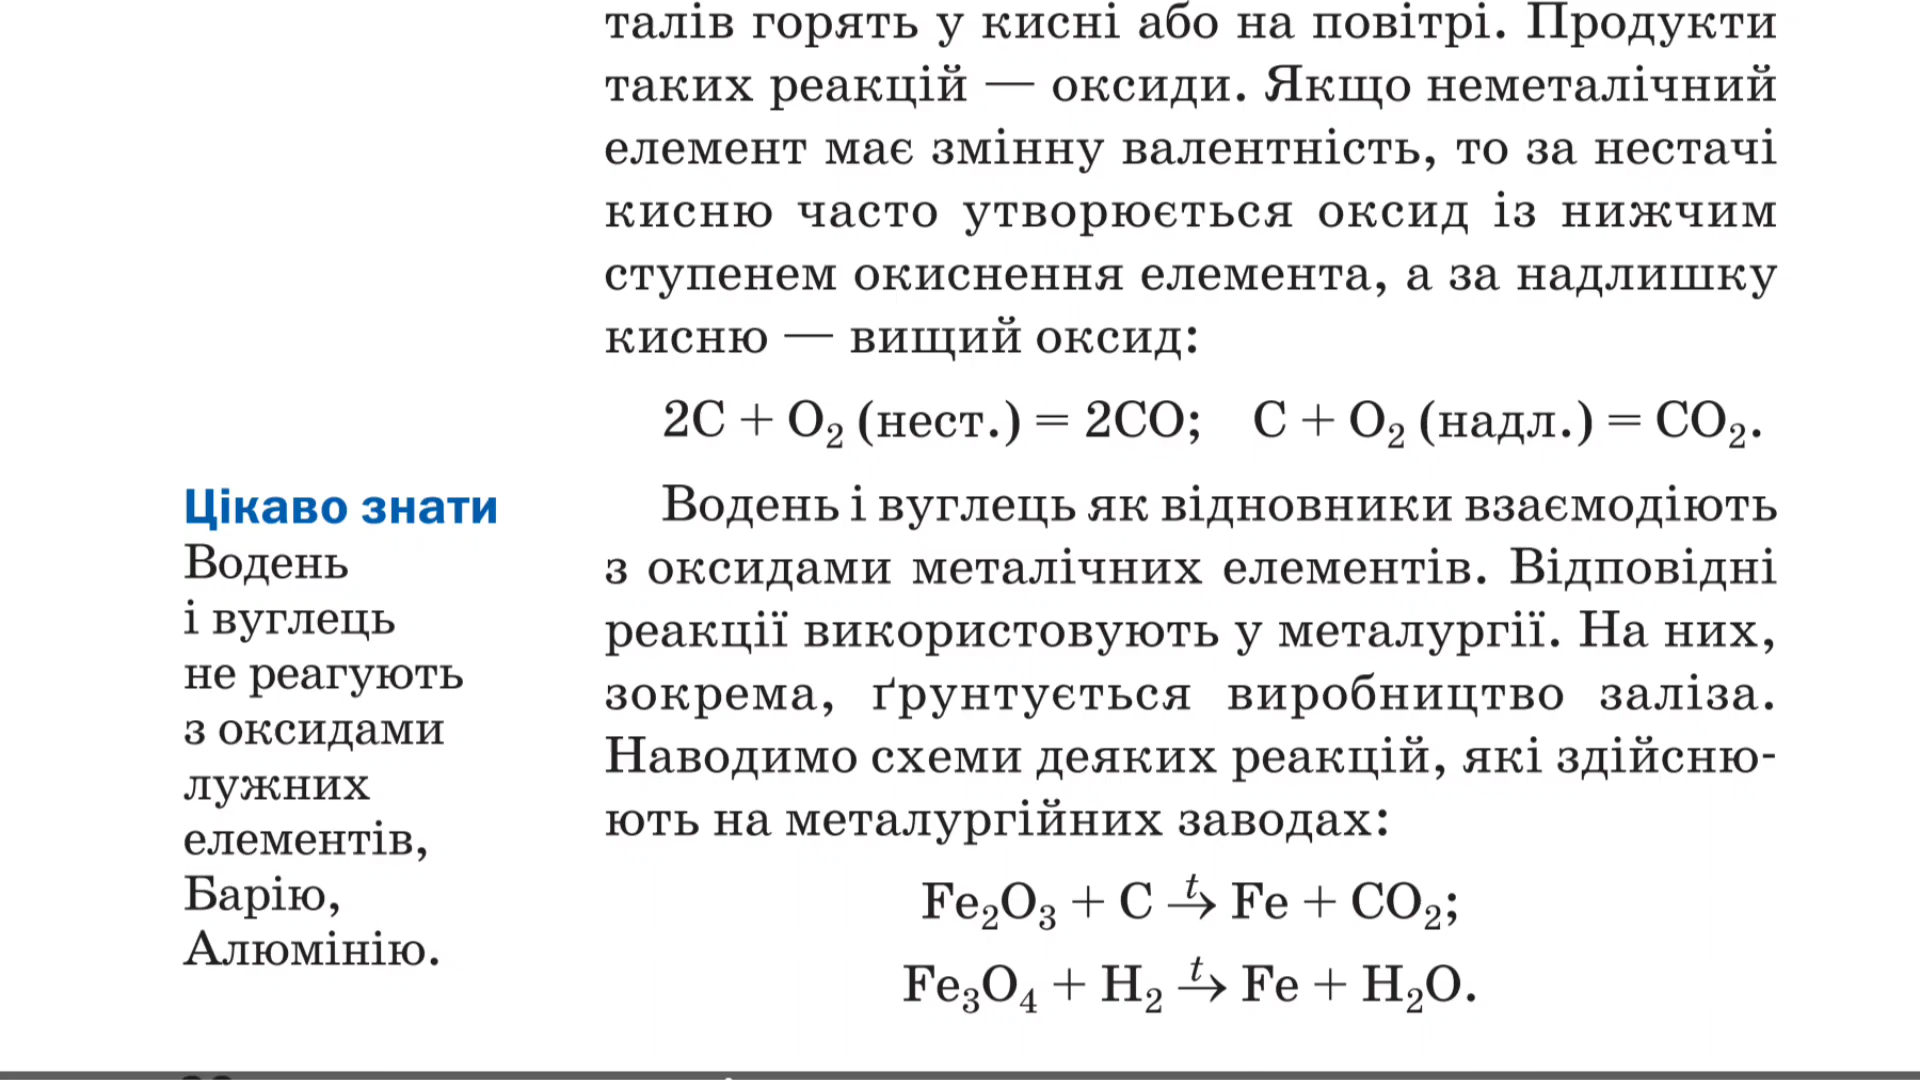 талів горять у кисні або на повітрі. Продукти
таких реакцій — оксиди. Якщо неметалічний
елемент має змінну валентність, то за нестачі
кисню часто утворюється оксид із нижчим
ступенем окиснення елемента, а за надлишку
кисню — вищий оксид:
2C + O₂ (нест.) = 2CO; C + O₂ (надл.) = CO₂.
Водень і вуглець як відновники взаємодіють
з оксидами металічних елементів. Відповідні
реакції використовують у металургії. На них,
зокрема, ґрунтується виробництво заліза.
Наводимо схеми деяких реакцій, які здійсню-
ють на металургійних заводах:
Fe₂O₃ + C →ᵗ Fe + CO₂;
Fe₃O₄ + H₂ →ᵗ Fe + H₂O.
Цікаво знати
Водень
і вуглець
не реагують
з оксидами
лужних
елементів,
Барію,
Алюмінію.